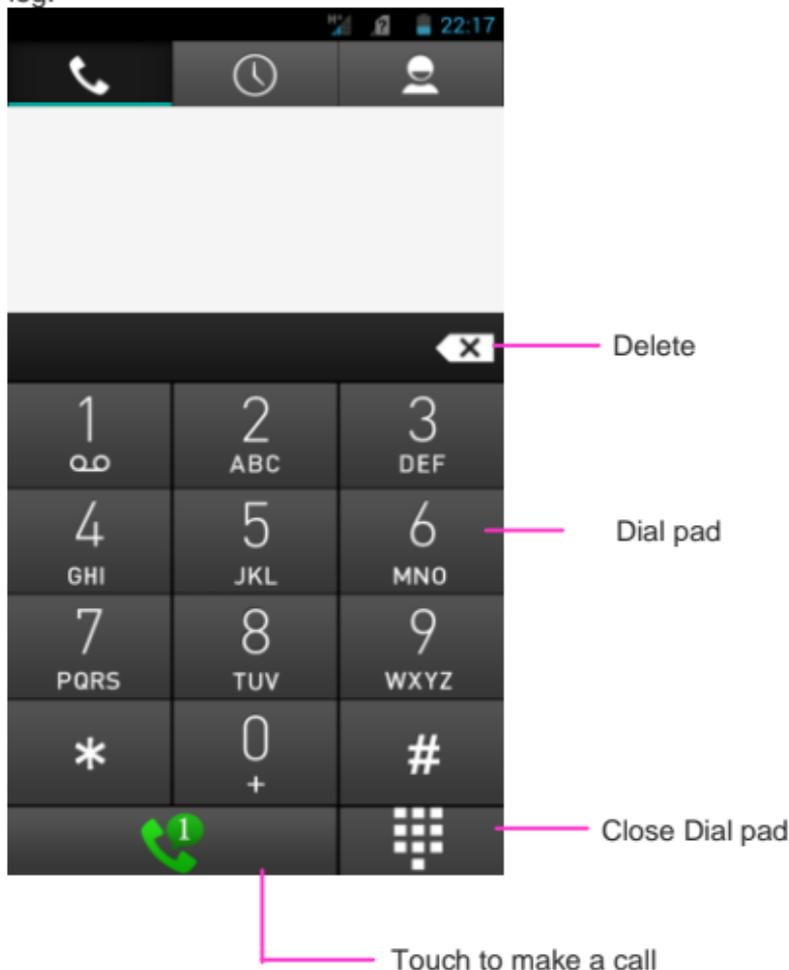 log.
H+ 22:17
Delete
1 2 3
ABC DEF
4 5 6 Dial pad
GHI JKL MNO
7 8 9
PQRS TUV WXYZ
* 0 #
+
1 Close Dial pad
Touch to make a call